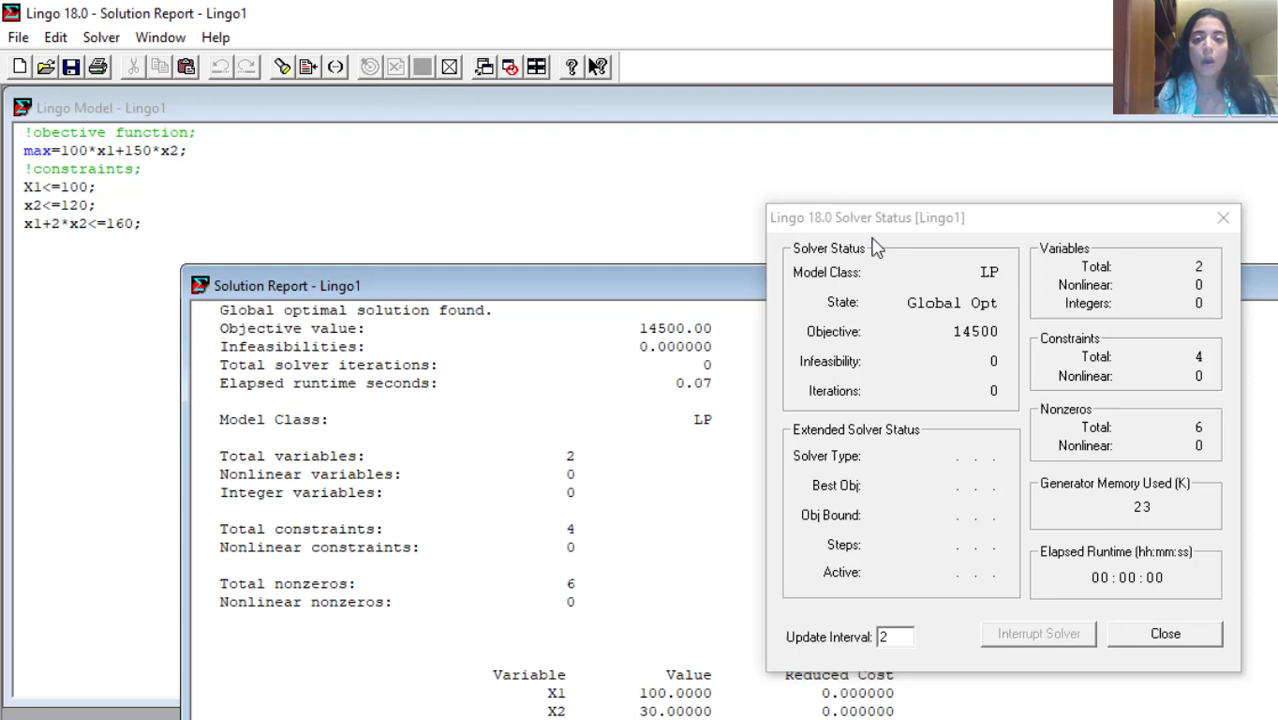 Lingo 18.0 - Solution Report - Lingo1
File Edit Solver Window Help
Lingo Model - Lingo1
!obective function;
max=100*x1+150*x2;
!constraints;
X1<=100;
x2<=120;
x1+2*x2<=160;
Solution Report - Lingo1
Global optimal solution found.
Objective value: 14500.00
Infeasibilities: 0.000000
Total solver iterations: 0
Elapsed runtime seconds: 0.07
Model Class: LP
Total variables: 2
Nonlinear variables: 0
Integer variables: 0
Total constraints: 4
Nonlinear constraints: 0
Total nonzeros: 6
Nonlinear nonzeros: 0
Variable Value Reduced Cost
X1 100.0000 0.000000
X2 30.00000 0.000000
Lingo 18.0 Solver Status [Lingo1]
Solver Status
Model Class: LP
State: Global Opt
Objective: 14500
Infeasibility: 0
Iterations: 0
Extended Solver Status
Solver Type: . . .
Best Obj: . . .
Obj Bound: . . .
Steps: . . .
Active: . . .
Update Interval: 2
Variables
Total: 2
Nonlinear: 0
Integers: 0
Constraints
Total: 4
Nonlinear: 0
Nonzeros
Total: 6
Nonlinear: 0
Generator Memory Used (K)
23
Elapsed Runtime (hh:mm:ss)
00:00:00
Interrupt Solver
Close